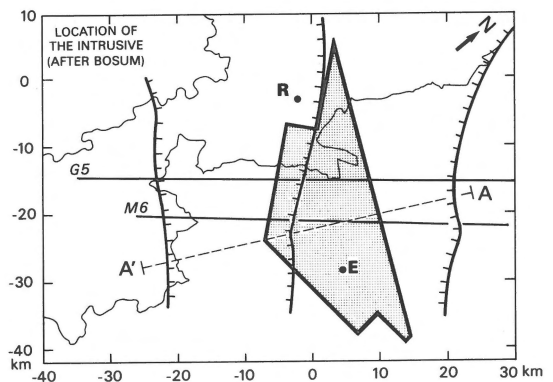 10
LOCATION OF
THE INTRUSIVE
(AFTER BOSUM)
N
0
R
-10
G5
A
M6
-20
A'
E
-30
-40
km
-40 -30 -20 -10 0 10 20 30 km